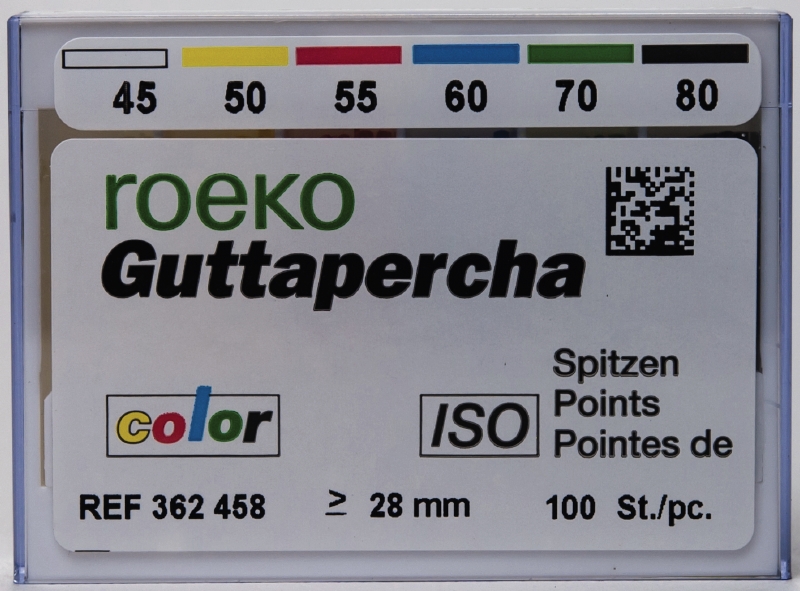 45 50 55 60 70 80
roeko
Guttapercha
Spitzen
Points
Pointes de
color
ISO
REF 362 458 ≥ 28 mm 100 St./pc.